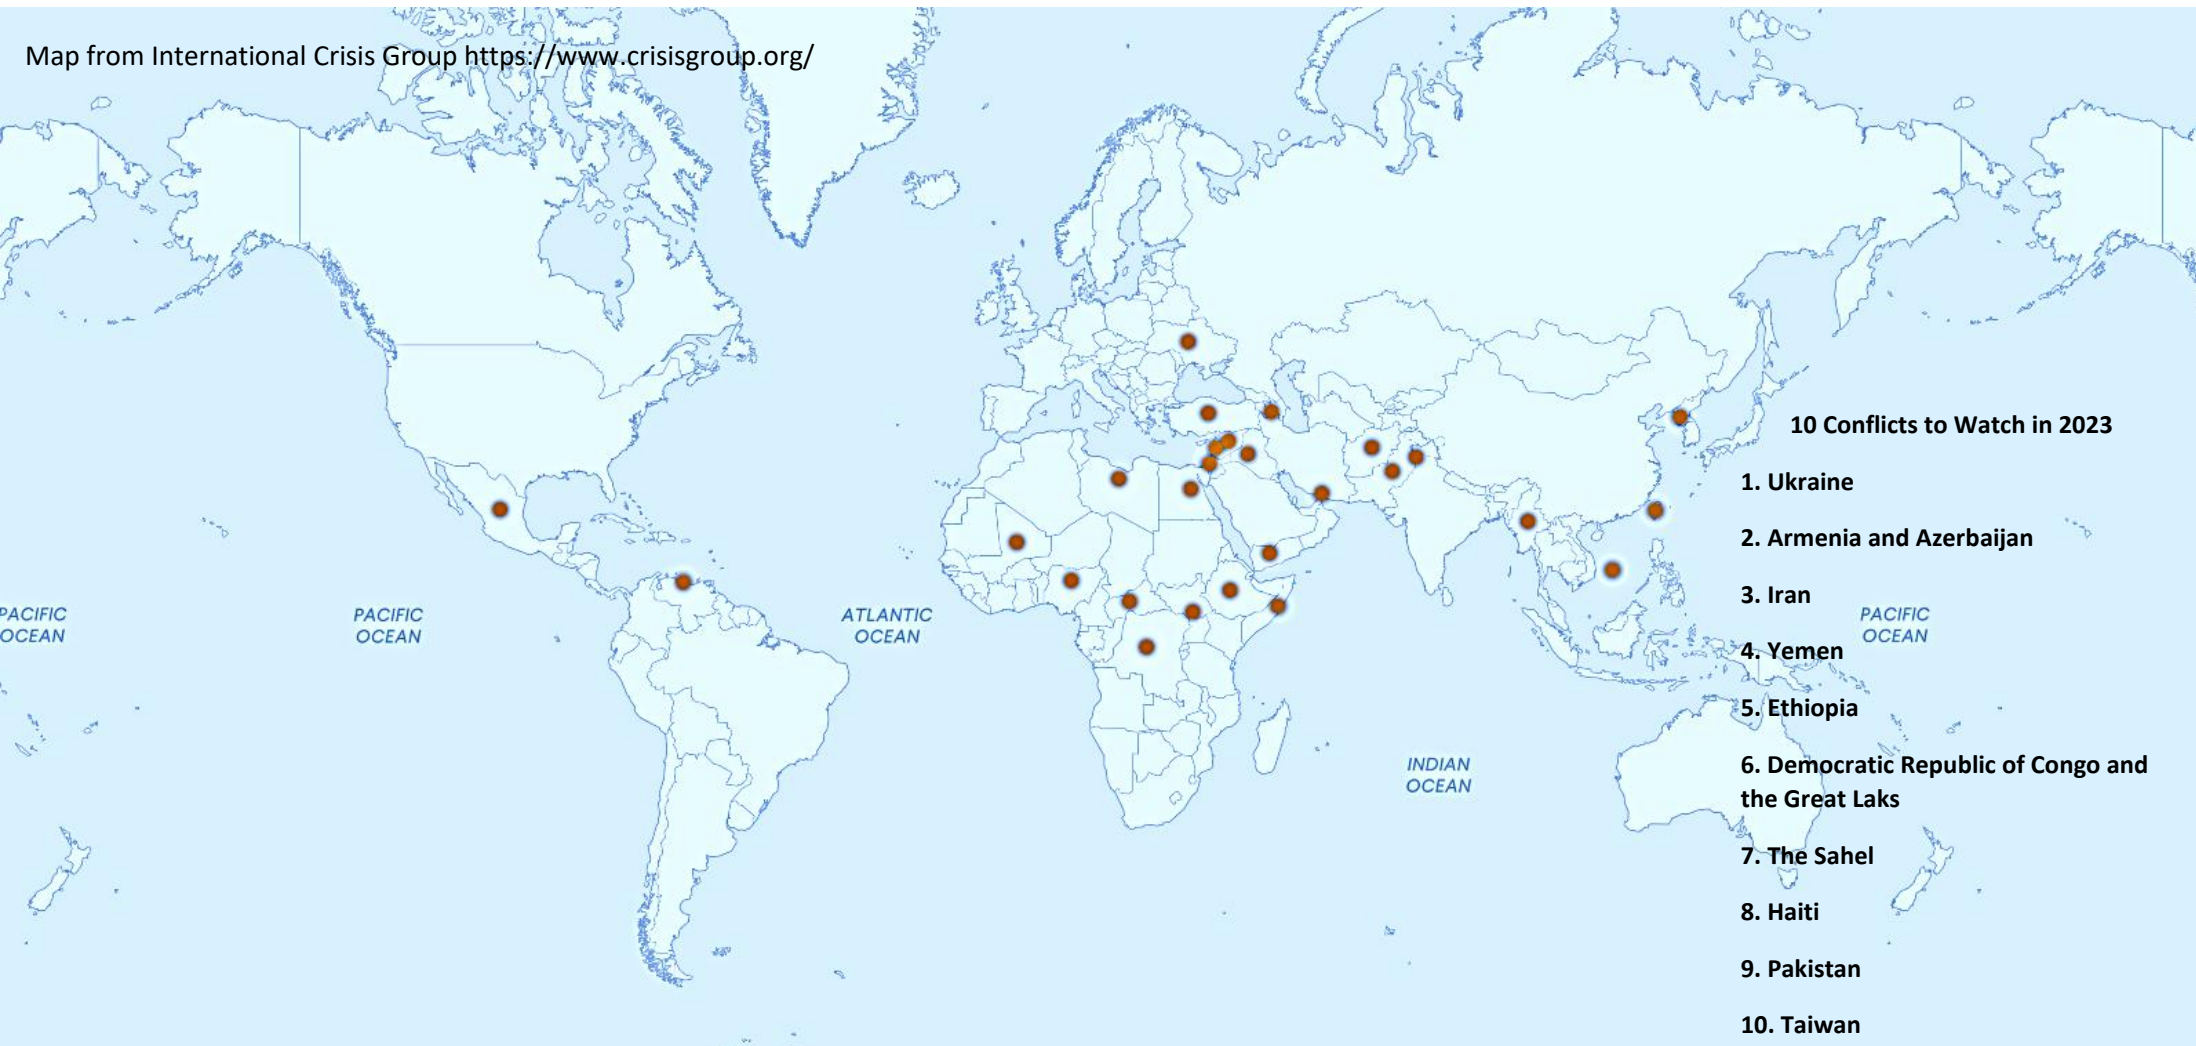 Map from International Crisis Group https://www.crisisgroup.org/
10 Conflicts to Watch in 2023
1. Ukraine
2. Armenia and Azerbaijan
3. Iran
4. Yemen
5. Ethiopia
6. Democratic Republic of Congo and
the Great Laks
7. The Sahel
8. Haiti
9. Pakistan
10. Taiwan
PACIFIC
OCEAN
PACIFIC
OCEAN
ATLANTIC
OCEAN
INDIAN
OCEAN
PACIFIC
OCEAN